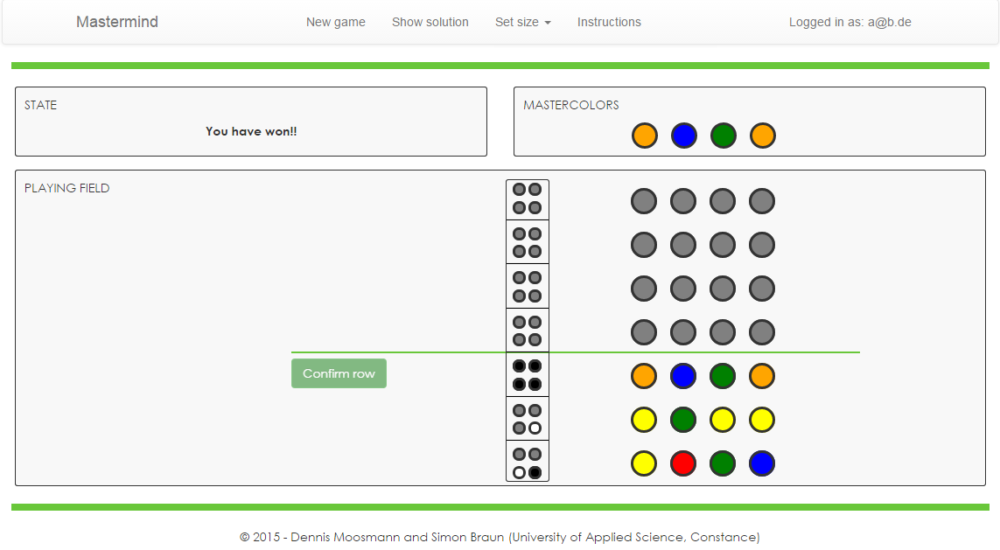 Mastermind New game Show solution Set size Instructions Logged in as: a@b.de
STATE
You have won!!
MASTERCOLORS
PLAYING FIELD
Confirm row
© 2015 - Dennis Moosmann and Simon Braun (University of Applied Science, Constance)